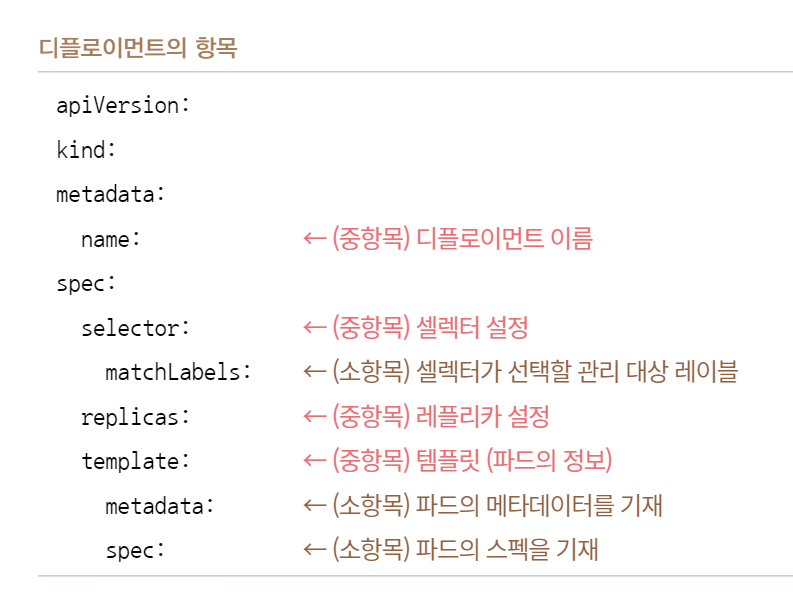 디플로이먼트의 항목
apiVersion:
kind:
metadata:
name: ← (중항목) 디플로이먼트 이름
spec:
selector: ← (중항목) 셀렉터 설정
matchLabels: ← (소항목) 셀렉터가 선택할 관리 대상 레이블
replicas: ← (중항목) 레플리카 설정
template: ← (중항목) 템플릿 (파드의 정보)
metadata: ← (소항목) 파드의 메타데이터를 기재
spec: ← (소항목) 파드의 스펙을 기재